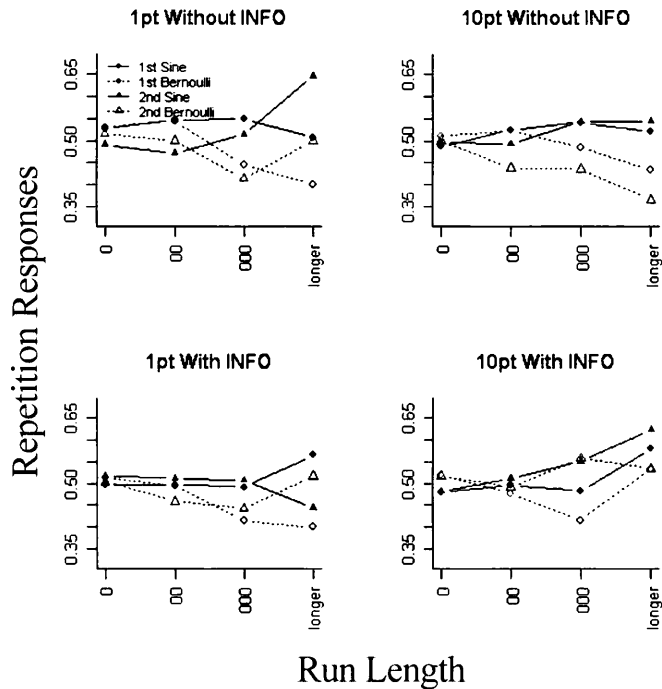 1pt Without INFO
0.65
0.50
0.35
1st Sine
1st Bernoulli
2nd Sine
2nd Bernoulli
0
00
000
longer
10pt Without INFO
0.65
0.50
0.35
0
00
000
longer
Repetition Responses
1pt With INFO
0.65
0.50
0.35
0
00
000
longer
10pt With INFO
0.65
0.50
0.35
0
00
000
longer
Run Length